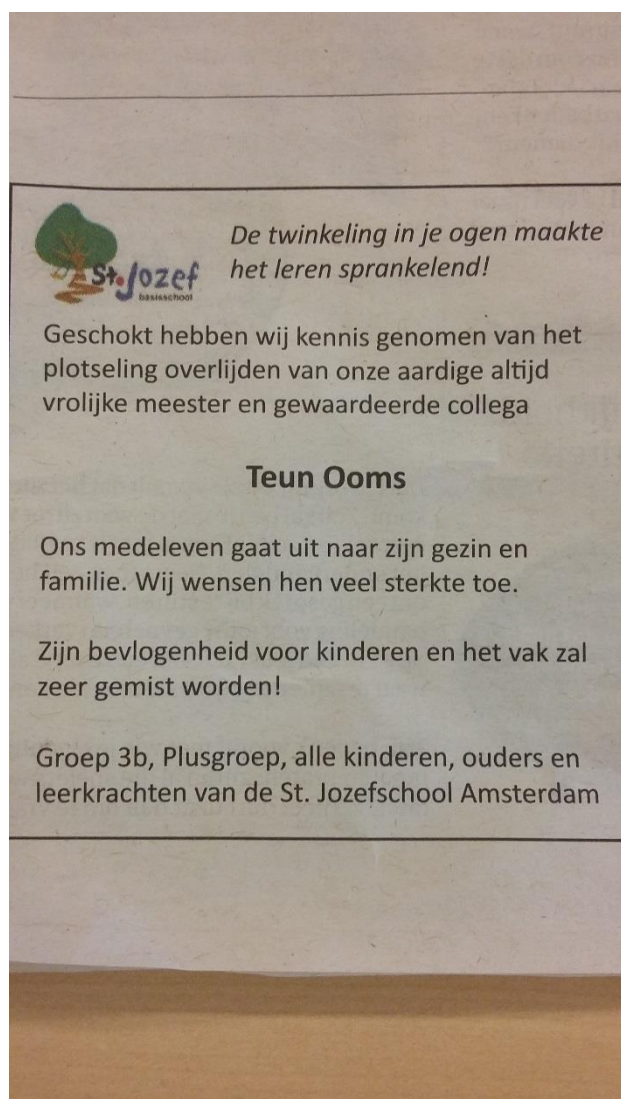 St. Jozef
basisschool
De twinkeling in je ogen maakte
het leren sprankelend!
Geschokt hebben wij kennis genomen van het
plotseling overlijden van onze aardige altijd
vrolijke meester en gewaardeerde collega
Teun Ooms
Ons medeleven gaat uit naar zijn gezin en
familie. Wij wensen hen veel sterkte toe.
Zijn bevlogenheid voor kinderen en het vak zal
zeer gemist worden!
Groep 3b, Plusgroep, alle kinderen, ouders en
leerkrachten van de St. Jozefschool Amsterdam